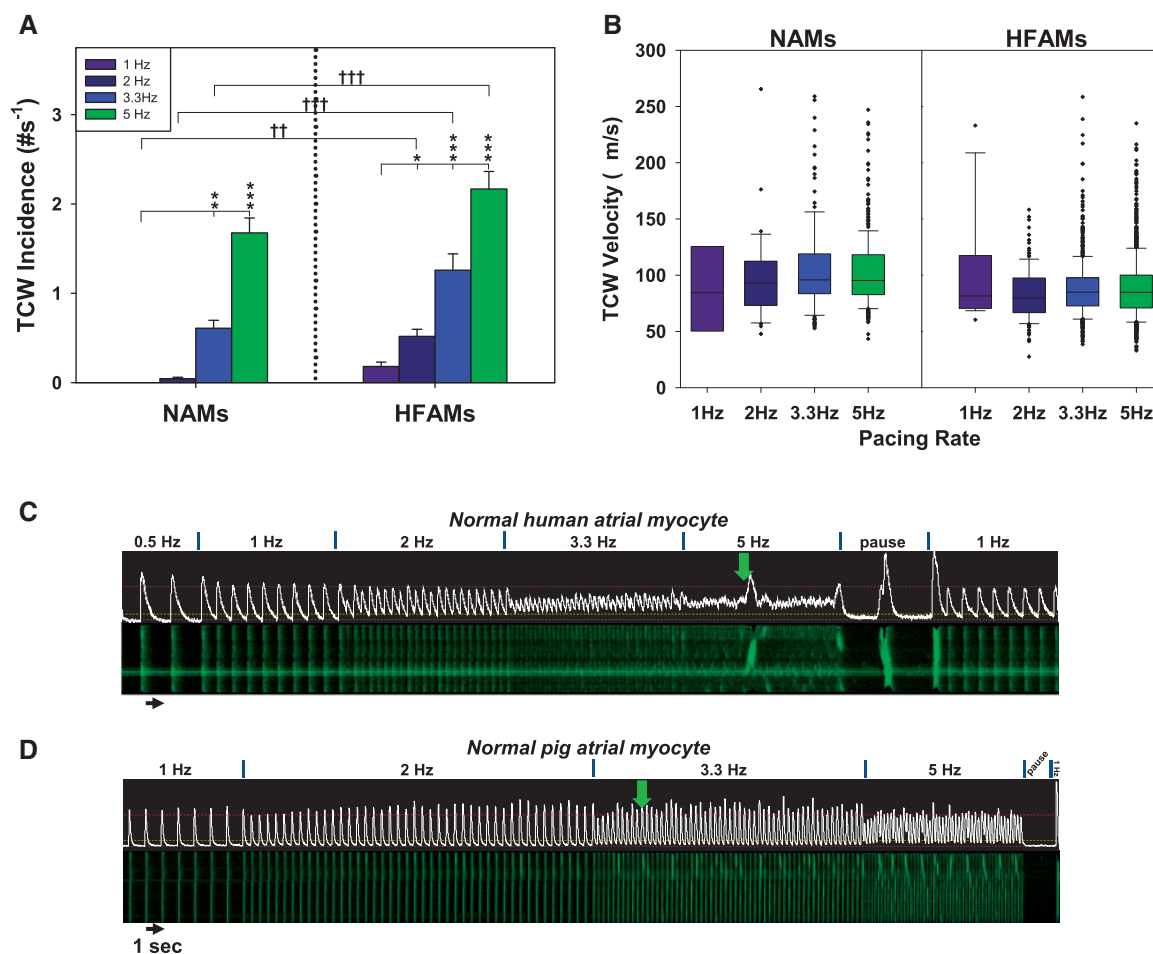 A
TCW Incidence (#s-1)
1 Hz
2 Hz
3.3Hz
5 Hz
0
1
2
3
††
†††
†††
**
***
*
***
***
NAMs
HFAMs
B
NAMs
HFAMs
TCW Velocity ( m/s)
300
250
200
150
100
50
0
1Hz 2Hz 3.3Hz 5Hz 1Hz 2Hz 3.3Hz 5Hz
Pacing Rate
C
Normal human atrial myocyte
0.5 Hz 1 Hz 2 Hz 3.3 Hz 5 Hz pause 1 Hz
D
Normal pig atrial myocyte
1 Hz 2 Hz 3.3 Hz 5 Hz pause 1 Hz
1 sec